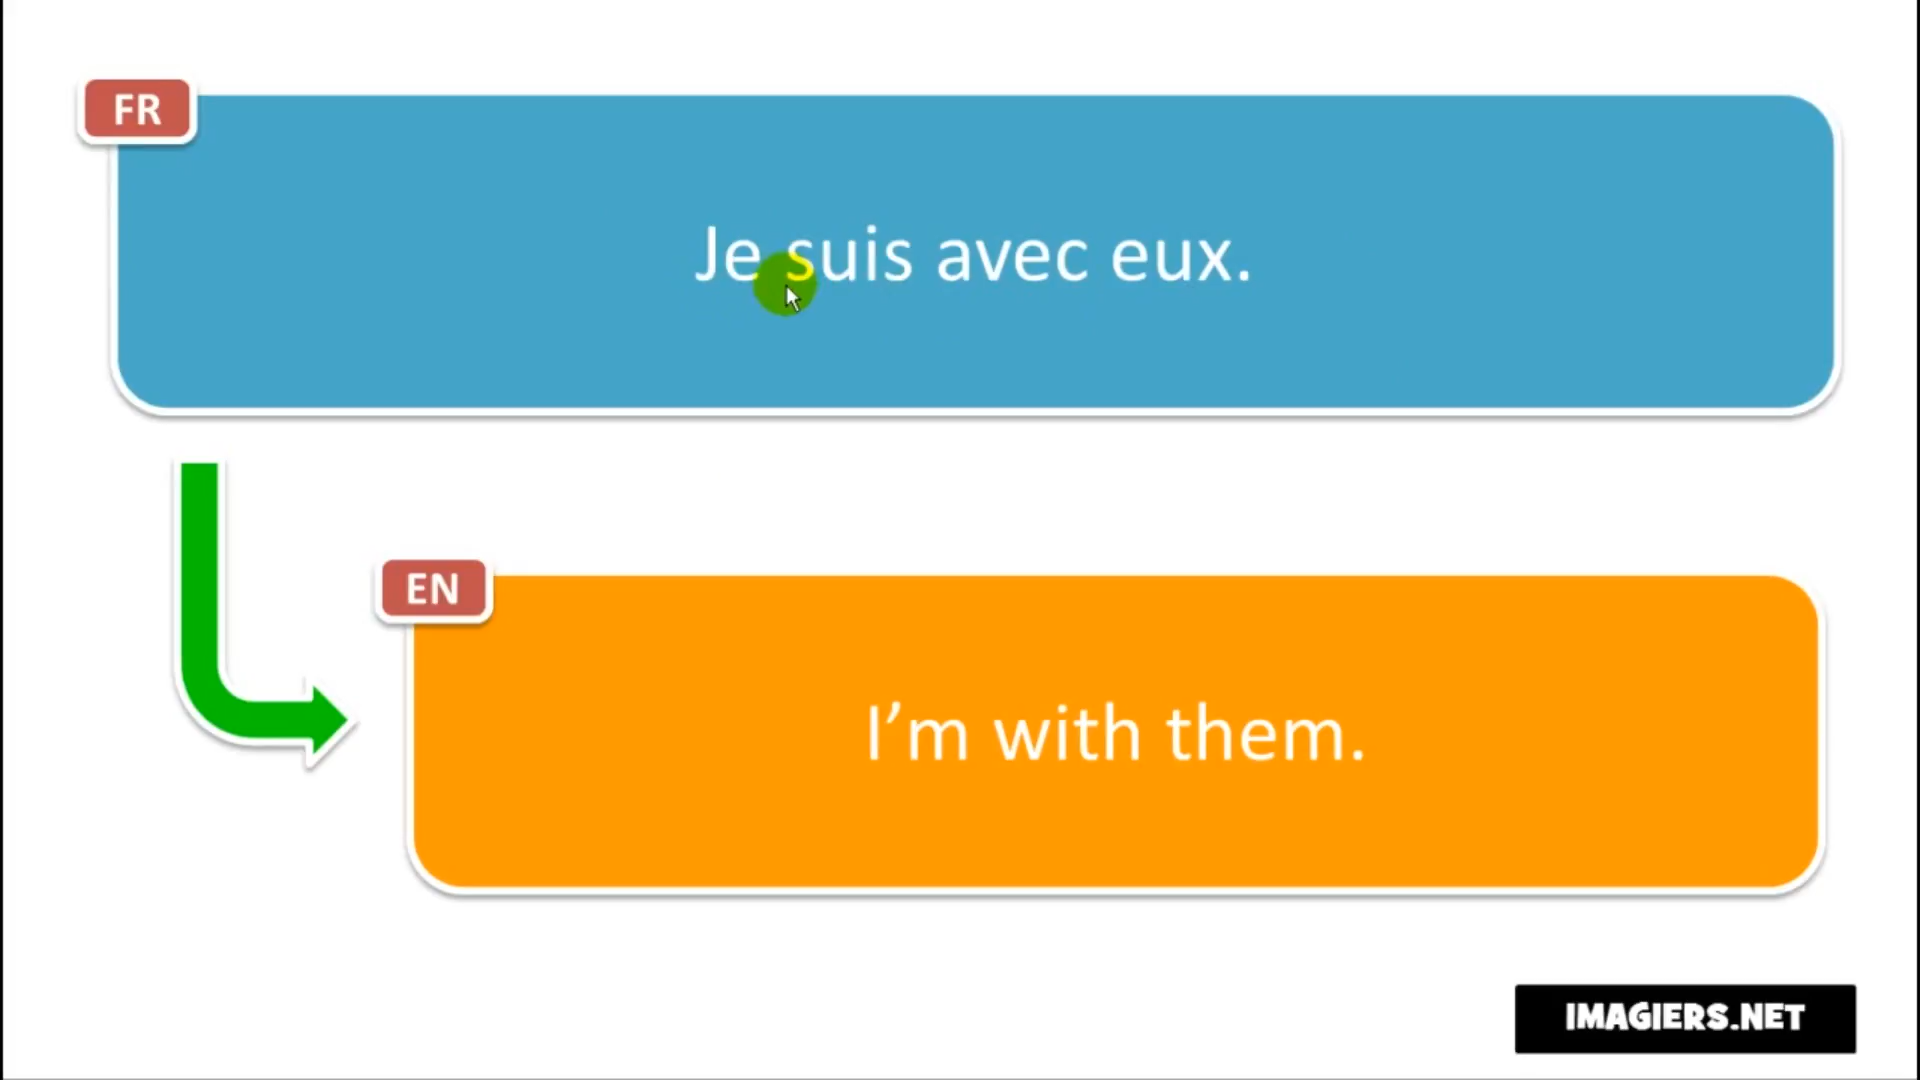 FR
Je suis avec eux.
EN
I’m with them.
IMAGIERS.NET